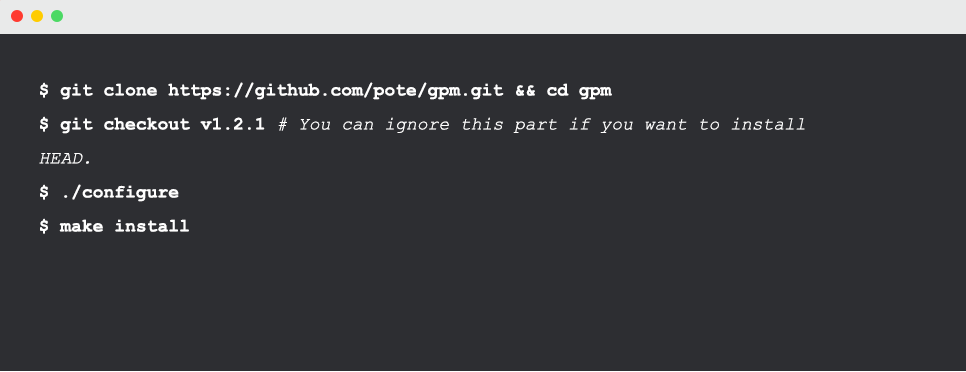 $ git clone https://github.com/pote/gpm.git && cd gpm
$ git checkout v1.2.1 # You can ignore this part if you want to install
HEAD.
$ ./configure
$ make install